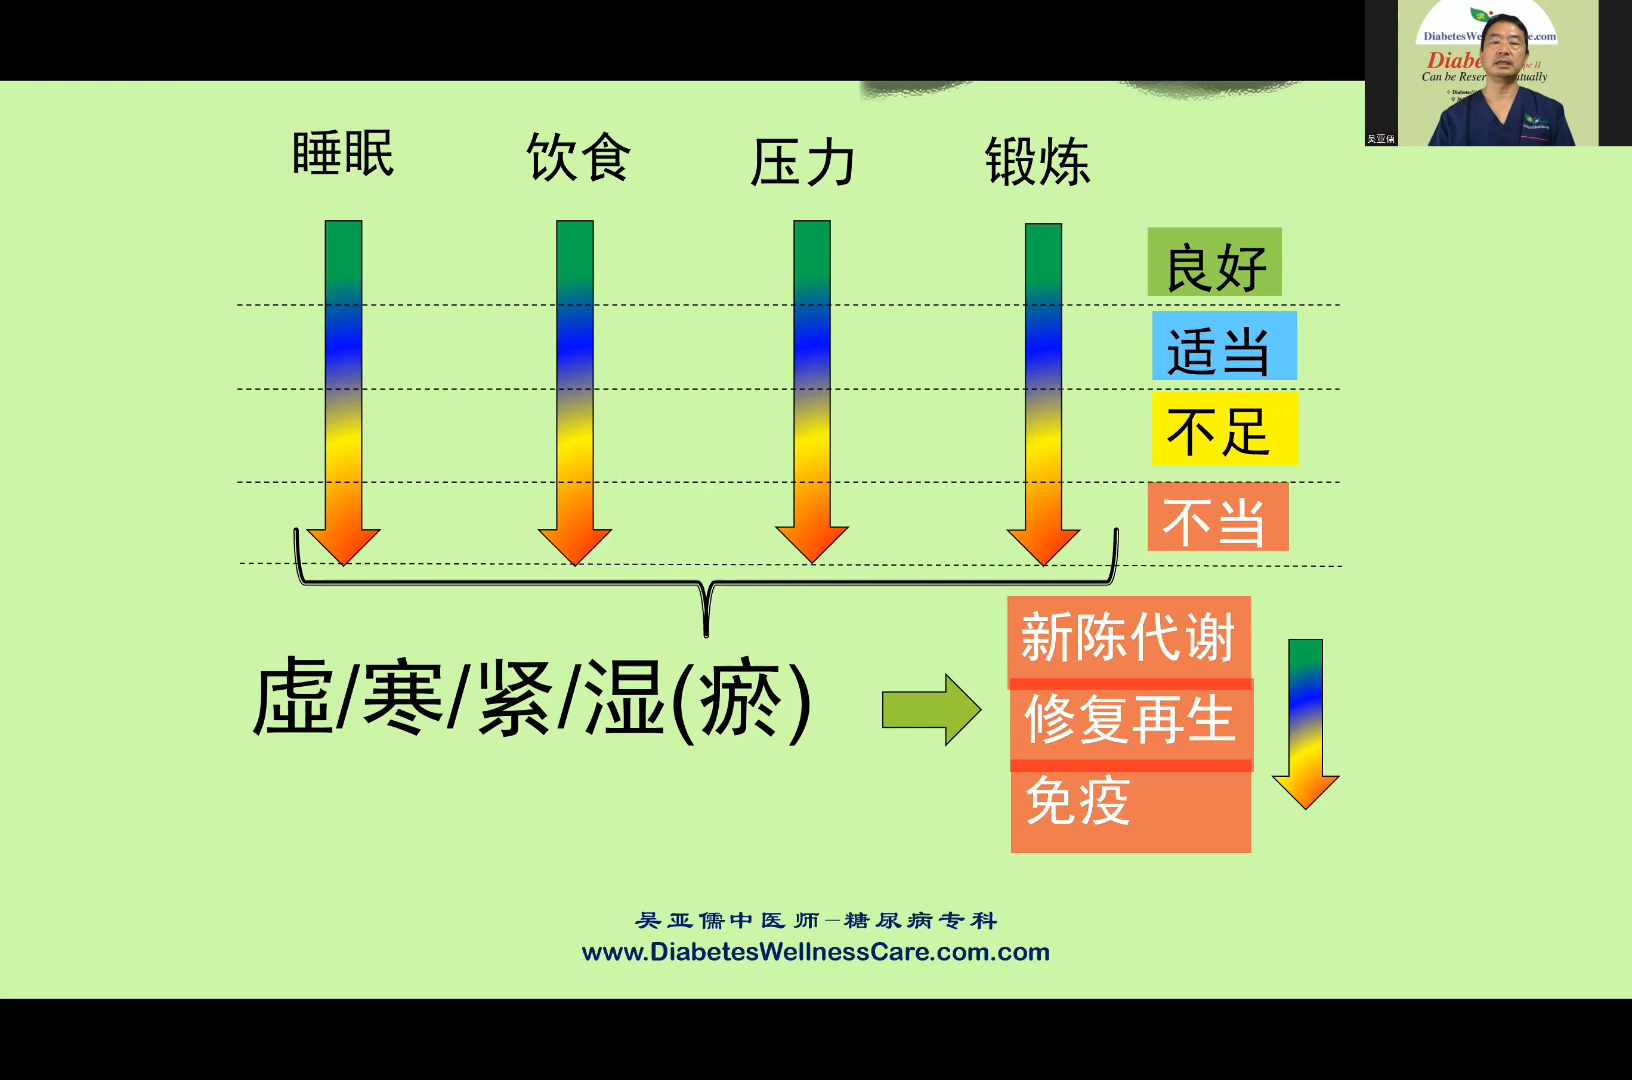 睡眠
饮食
压力
锻炼
良好
适当
不足
不当
虚/寒/紧/湿(瘀)
新陈代谢
修复再生
免疫
吴亚儒中医师-糖尿病专科
www.DiabetesWellnessCare.com.com
Can be
吴亚儒